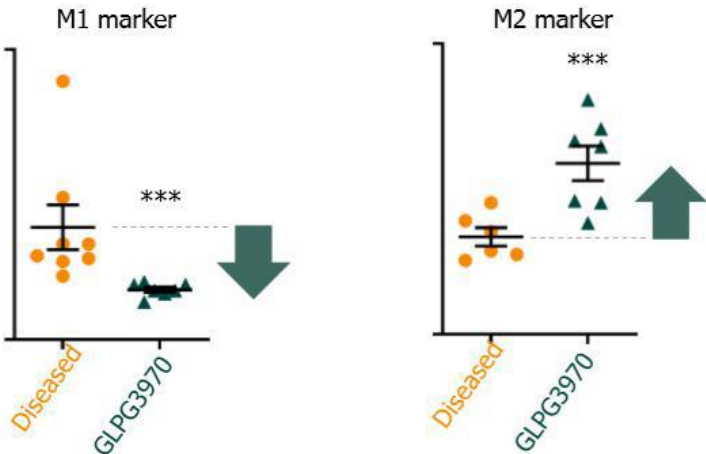 M1 marker
M2 marker
***
***
Diseased
GLPG3970
Diseased
GLPG3970